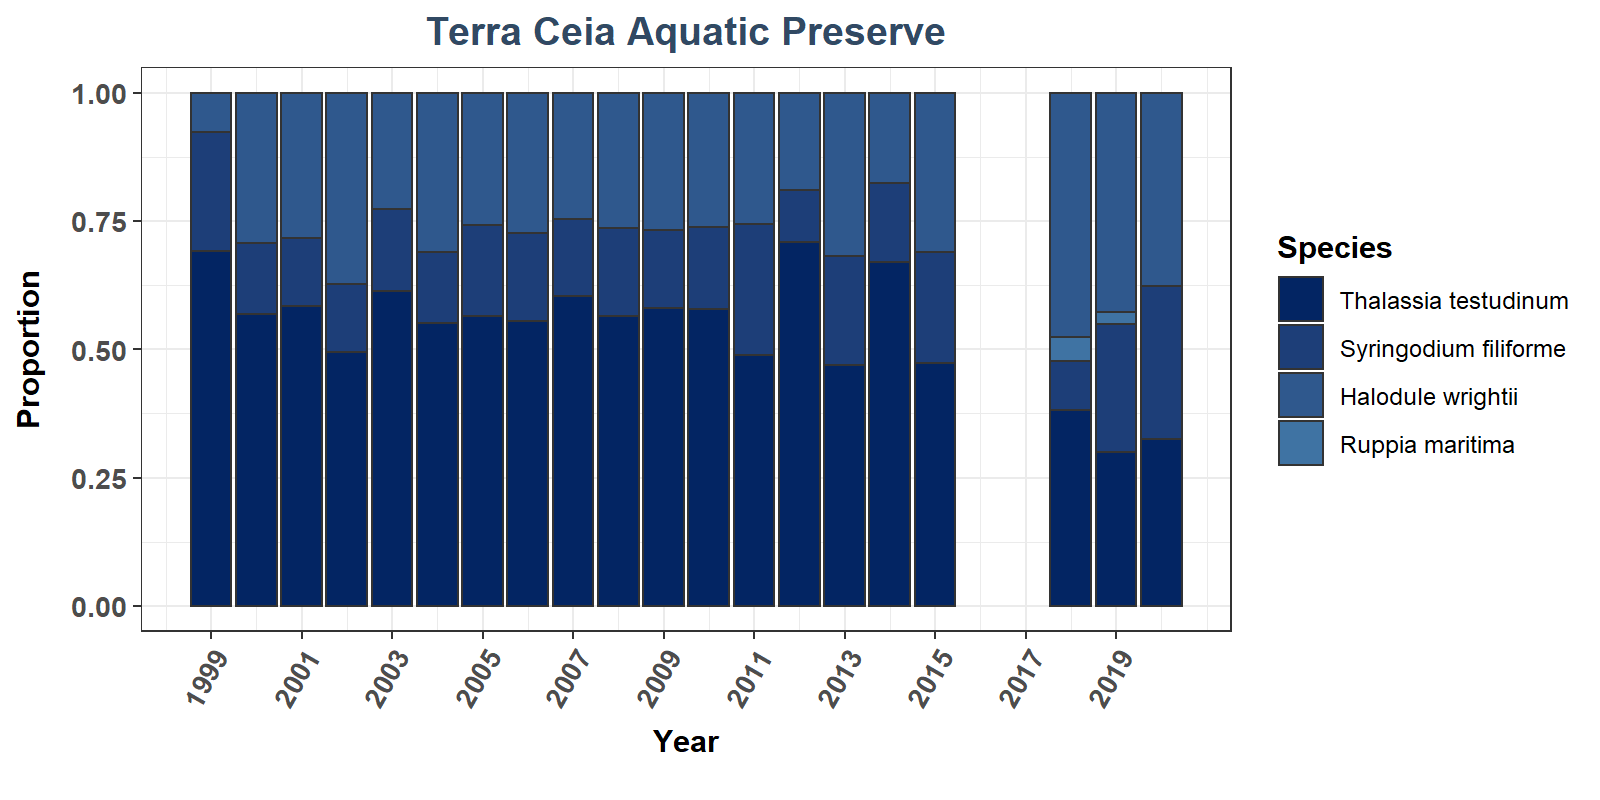 Terra Ceia Aquatic Preserve
1.00
0.75
0.50
0.25
0.00
Proportion
1999
2001
2003
2005
2007
2009
2011
2013
2015
2017
2019
Year
Species
Thalassia testudinum
Syringodium filiforme
Halodule wrightii
Ruppia maritima